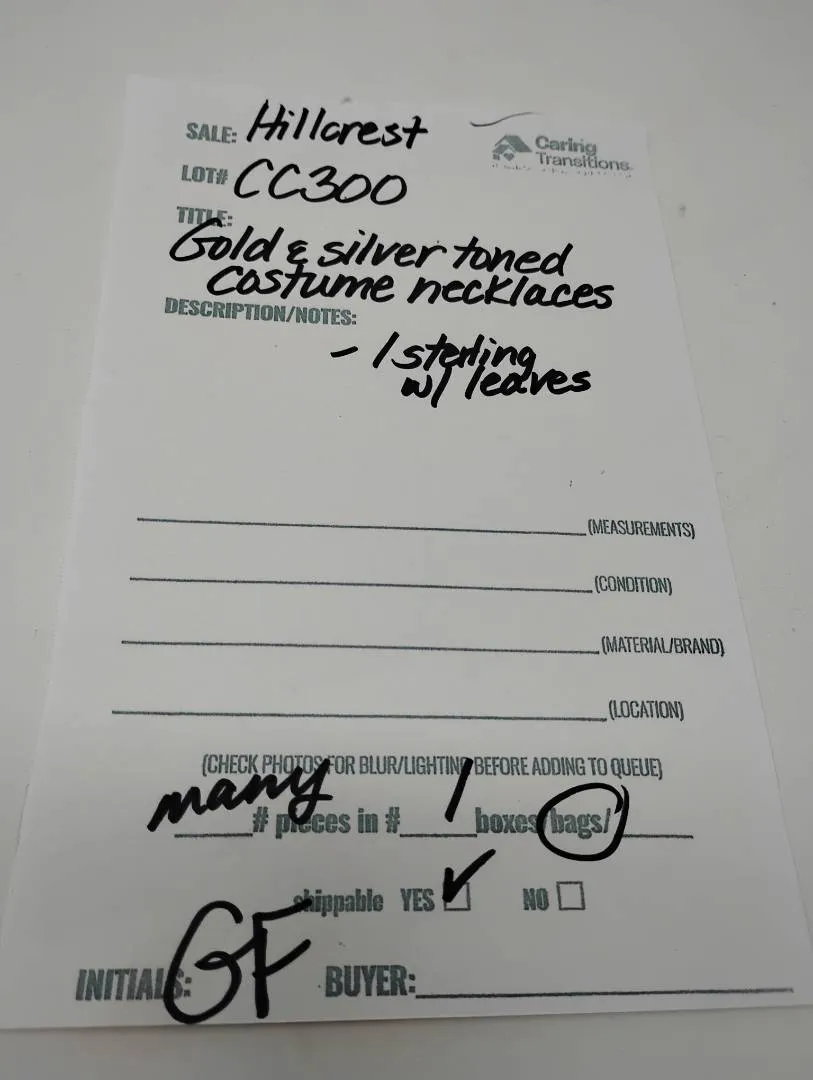 SALE: Hillcrest
Caring
Transitions
LOT# CC300
TITLE:
Gold & silver toned
costume necklaces
DESCRIPTION/NOTES:
- 1 sterling
w/ leaves
(MEASUREMENTS)
(CONDITION)
(MATERIAL/BRAND)
(LOCATION)
(CHECK PHOTOS FOR BLUR/LIGHTING BEFORE ADDING TO QUEUE)
many # pieces in # 1 boxes/bags/
shippable YES ✓ NO
INITIALS: GF BUYER: